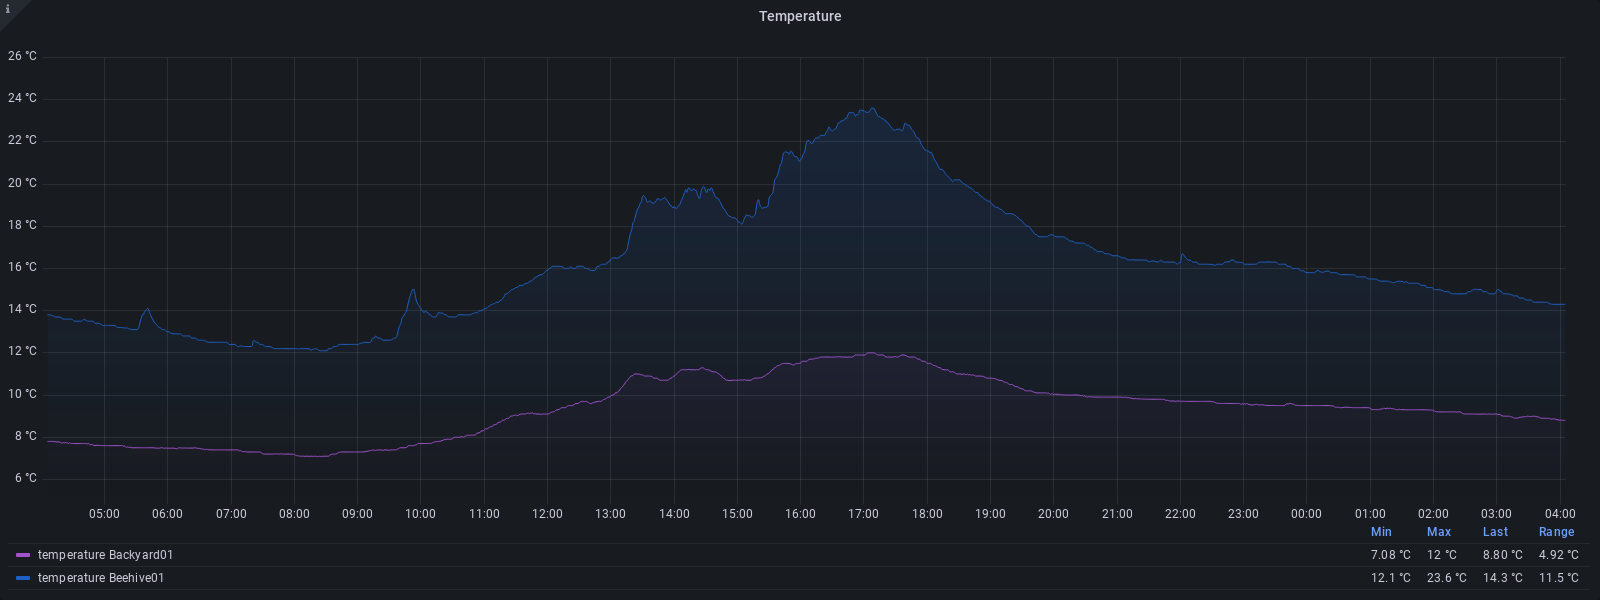 i
Temperature
26 °C
24 °C
22 °C
20 °C
18 °C
16 °C
14 °C
12 °C
10 °C
8 °C
6 °C
05:00 06:00 07:00 08:00 09:00 10:00 11:00 12:00 13:00 14:00 15:00 16:00 17:00 18:00 19:00 20:00 21:00 22:00 23:00 00:00 01:00 02:00 03:00 04:00
Min Max Last Range
temperature Backyard01 7.08 °C 12 °C 8.80 °C 4.92 °C
temperature Beehive01 12.1 °C 23.6 °C 14.3 °C 11.5 °C